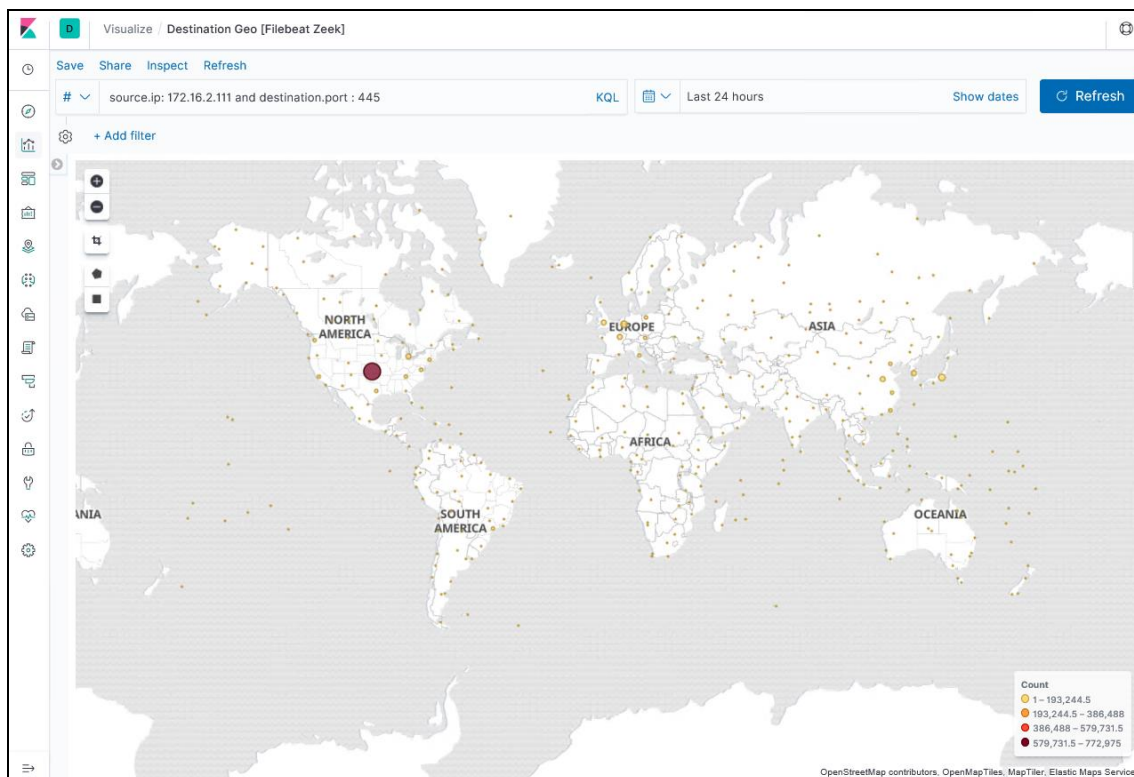 D Visualize / Destination Geo [Filebeat Zeek]
Save Share Inspect Refresh
# source.ip: 172.16.2.111 and destination.port : 445 KQL Last 24 hours Show dates Refresh
+ Add filter
NORTH
AMERICA
EUROPE
ASIA
AFRICA
ANIA
SOUTH
AMERICA
OCEANIA
Count
1 – 193,244.5
193,244.5 – 386,488
386,488 – 579,731.5
579,731.5 – 772,975
OpenStreetMap contributors, OpenMapTiles, MapTiler, Elastic Maps Service